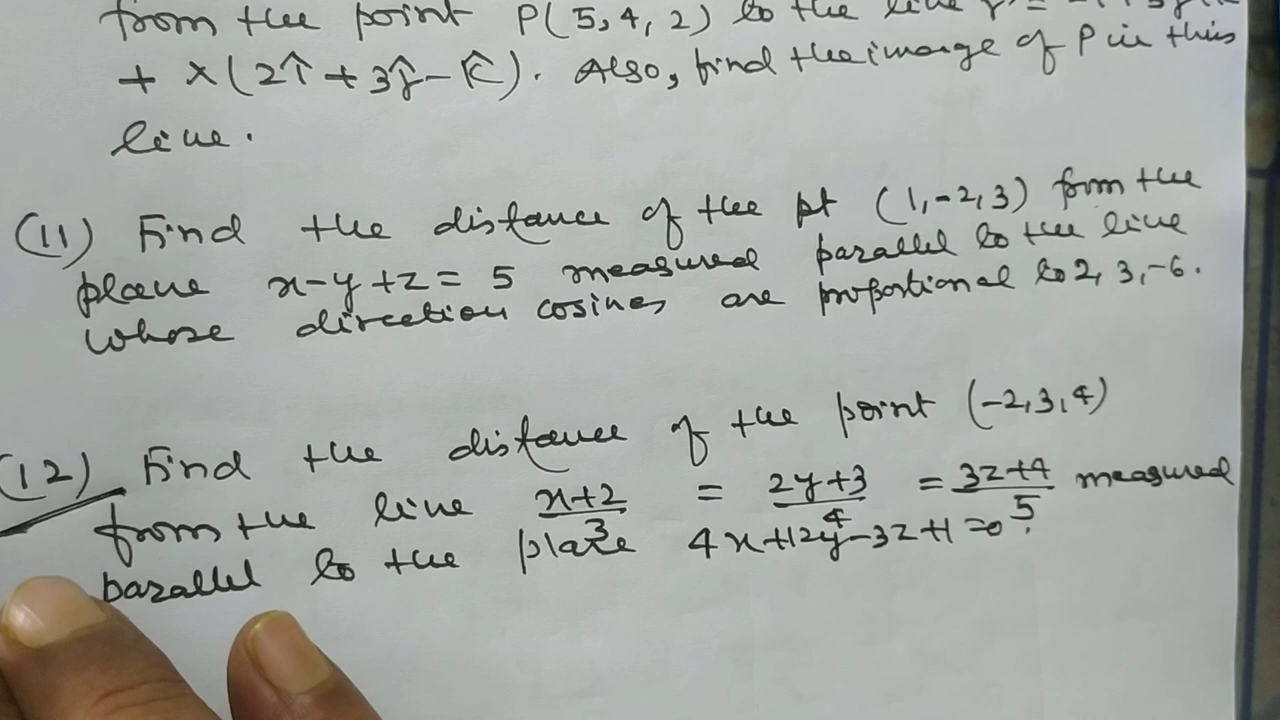 from the point P(5,4,2) to the line
+ λ(2î + 3ĵ - k̂). Also, find the image of P in this
line.
(11) Find the distance of the pt (1,-2,3) from the
plane x-y+z = 5 measured parallel to the line
whose direction cosines are proportional to 2, 3, -6.
(12) Find the distance of the point (-2,3,4)
from the line (x+2)/3 = (2y+3)/4 = (3z+4)/5 measured
parallel to the plane 4x+12y-3z+1=0.